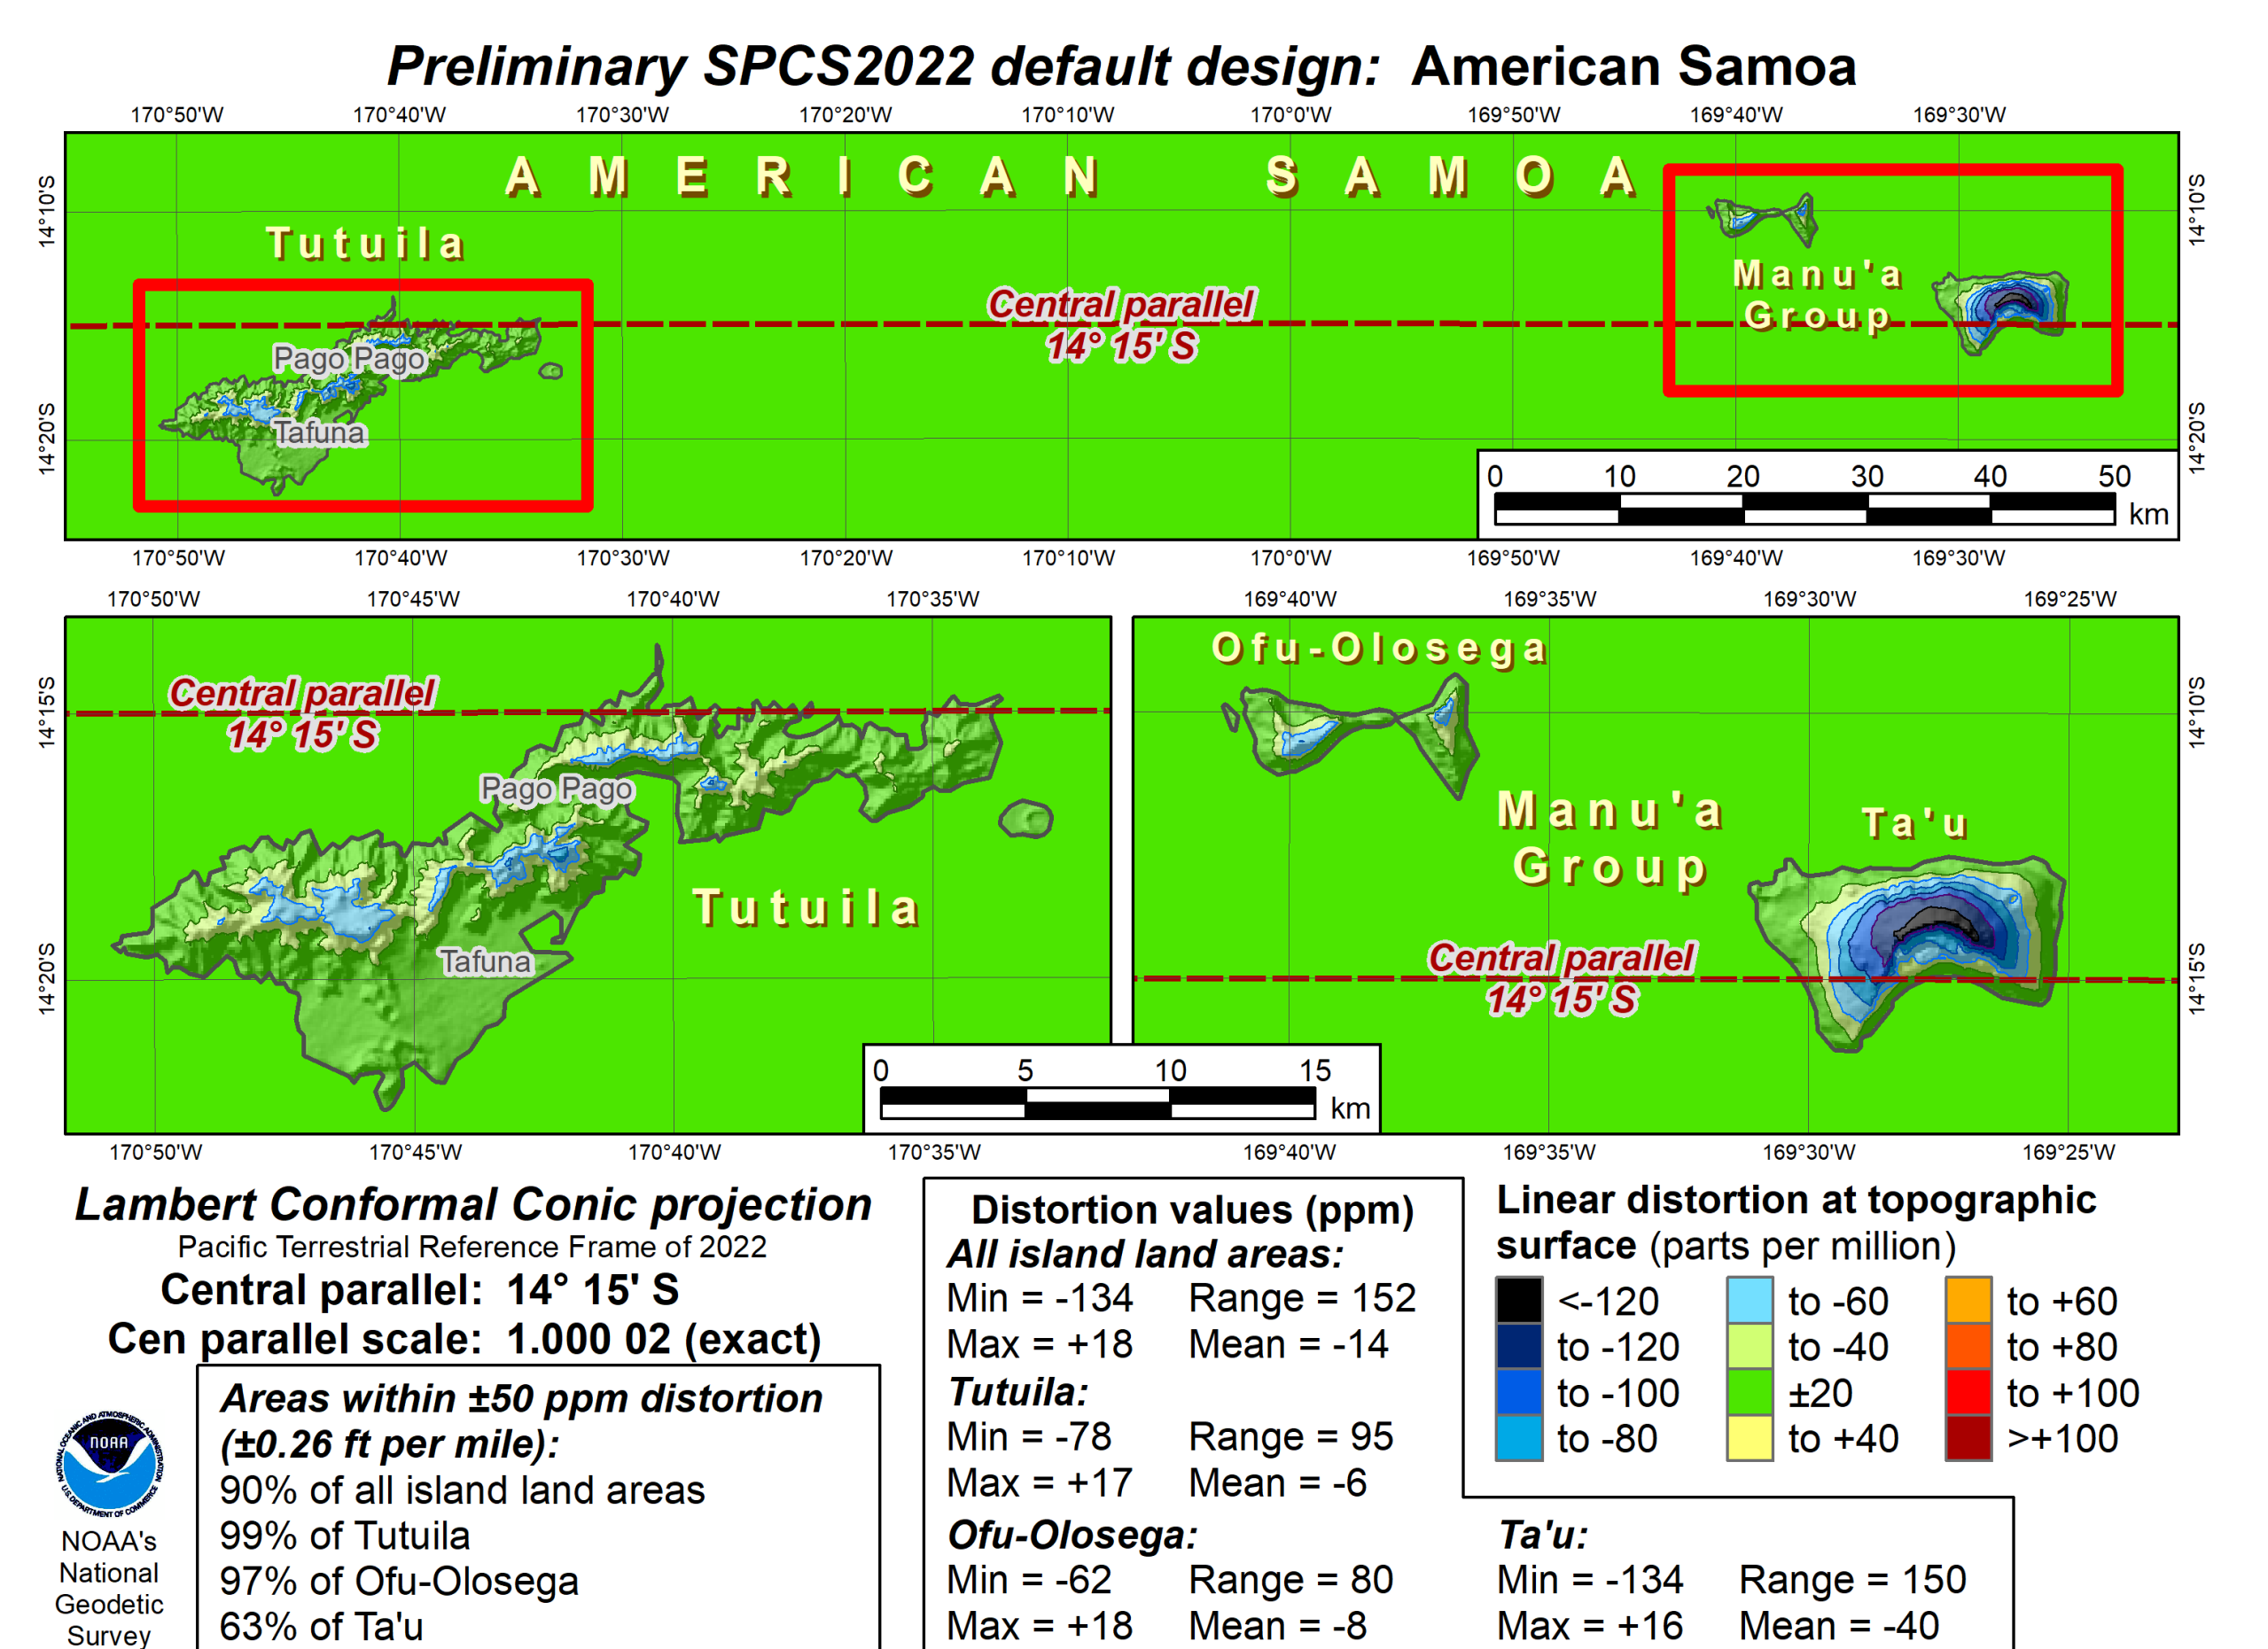 Preliminary SPCS2022 default design: American Samoa
170°50'W 170°40'W 170°30'W 170°20'W 170°10'W 170°0'W 169°50'W 169°40'W 169°30'W
AMERICAN SAMOA
14°10'S
14°10'S
Tutuila
Manu'a
Group
Central parallel
14° 15' S
Pago Pago
Tafuna
14°20'S
14°20'S
0 10 20 30 40 50
km
170°50'W 170°40'W 170°30'W 170°20'W 170°10'W 170°0'W 169°50'W 169°40'W 169°30'W
170°50'W 170°45'W 170°40'W 170°35'W
14°15'S
Central parallel
14° 15' S
Pago Pago
Tutuila
Tafuna
14°20'S
170°50'W 170°45'W 170°40'W 170°35'W
169°40'W 169°35'W 169°30'W 169°25'W
Ofu-Olosega
14°10'S
Manu'a
Group
Ta'u
Central parallel
14° 15' S
14°15'S
0 5 10 15
km
169°40'W 169°35'W 169°30'W 169°25'W
Lambert Conformal Conic projection
Pacific Terrestrial Reference Frame of 2022
Central parallel: 14° 15' S
Cen parallel scale: 1.000 02 (exact)
Areas within ±50 ppm distortion
(±0.26 ft per mile):
90% of all island land areas
99% of Tutuila
97% of Ofu-Olosega
63% of Ta'u
NATIONAL OCEANIC AND ATMOSPHERIC ADMINISTRATION
NOAA
U.S. DEPARTMENT OF COMMERCE
NOAA's
National
Geodetic
Survey
Distortion values (ppm)
All island land areas:
Min = -134 Range = 152
Max = +18 Mean = -14
Tutuila:
Min = -78 Range = 95
Max = +17 Mean = -6
Ofu-Olosega:
Min = -62 Range = 80
Max = +18 Mean = -8
Ta'u:
Min = -134 Range = 150
Max = +16 Mean = -40
Linear distortion at topographic
surface (parts per million)
<-120
to -120
to -100
to -80
to -60
to -40
±20
to +40
to +60
to +80
to +100
>+100